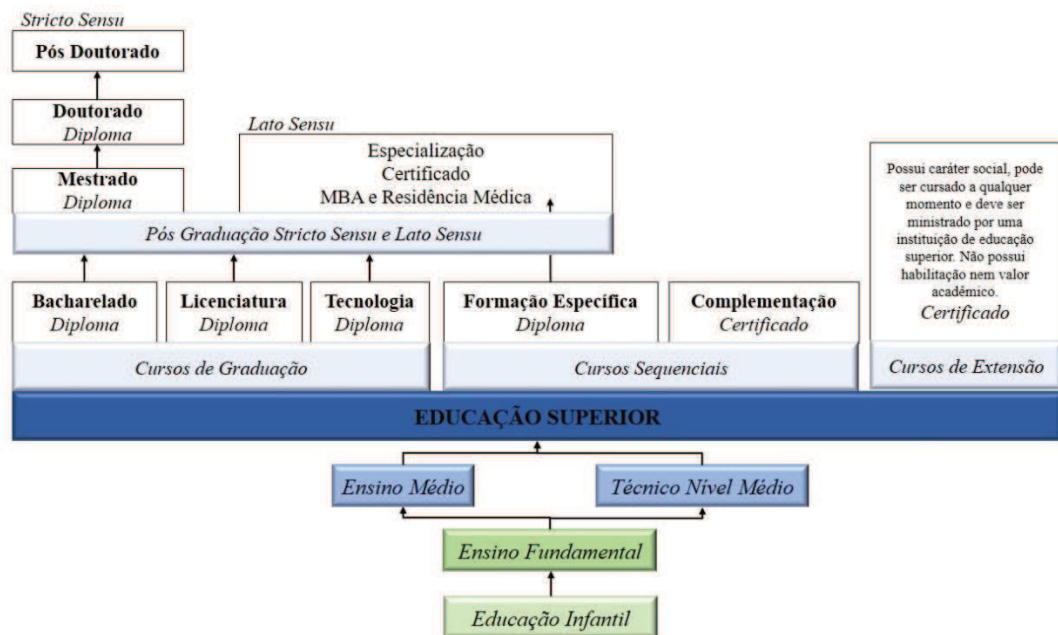 Stricto Sensu
Pós Doutorado
Doutorado
Diploma
Mestrado
Diploma
Lato Sensu
Especialização
Certificado
MBA e Residência Médica
Pós Graduação Stricto Sensu e Lato Sensu
Bacharelado
Diploma
Licenciatura
Diploma
Tecnologia
Diploma
Formação Específica
Diploma
Complementação
Certificado
Possui caráter social, pode
ser cursado a qualquer
momento e deve ser
ministrado por uma
instituição de educação
superior. Não possui
habilitação nem valor
acadêmico.
Certificado
Cursos de Graduação
Cursos Sequenciais
Cursos de Extensão
EDUCAÇÃO SUPERIOR
Ensino Médio
Técnico Nível Médio
Ensino Fundamental
Educação Infantil